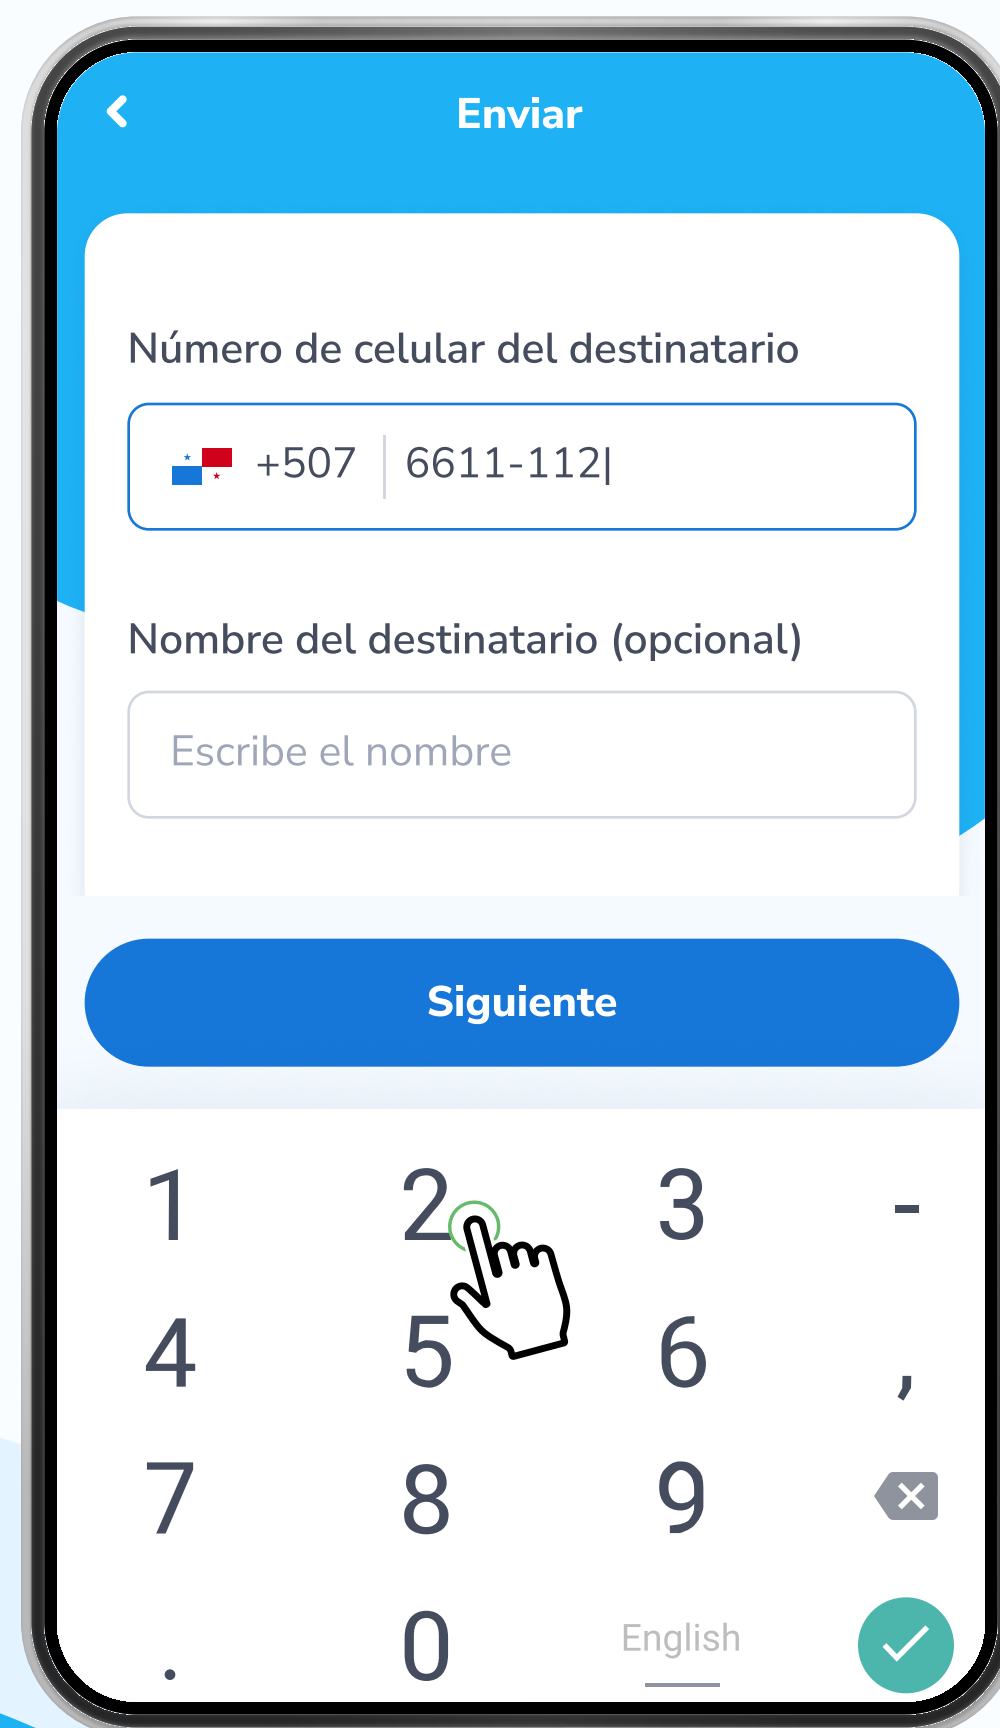 Enviar
Número de celular del destinatario
+507 6611-112
Nombre del destinatario (opcional)
Escribe el nombre
Siguiente
1 2 3 -
4 5 6 ,
7 8 9
. 0 English